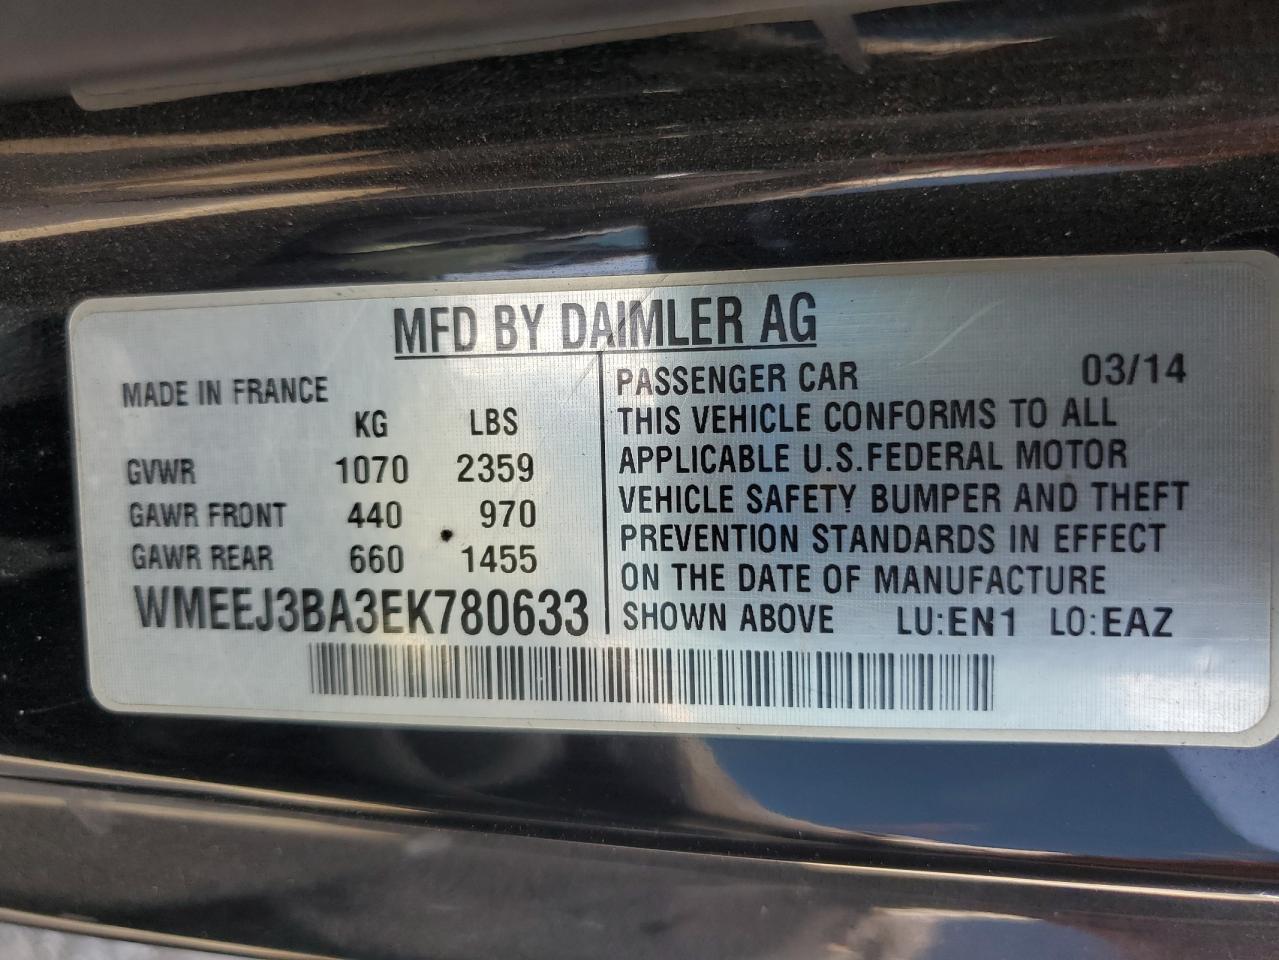 MFD BY DAIMLER AG
MADE IN FRANCE
KG LBS
GVWR 1070 2359
GAWR FRONT 440 970
GAWR REAR 660 1455
WMEEJ3BA3EK780633
PASSENGER CAR 03/14
THIS VEHICLE CONFORMS TO ALL
APPLICABLE U.S.FEDERAL MOTOR
VEHICLE SAFETY BUMPER AND THEFT
PREVENTION STANDARDS IN EFFECT
ON THE DATE OF MANUFACTURE
SHOWN ABOVE LU:EN1 LO:EAZ